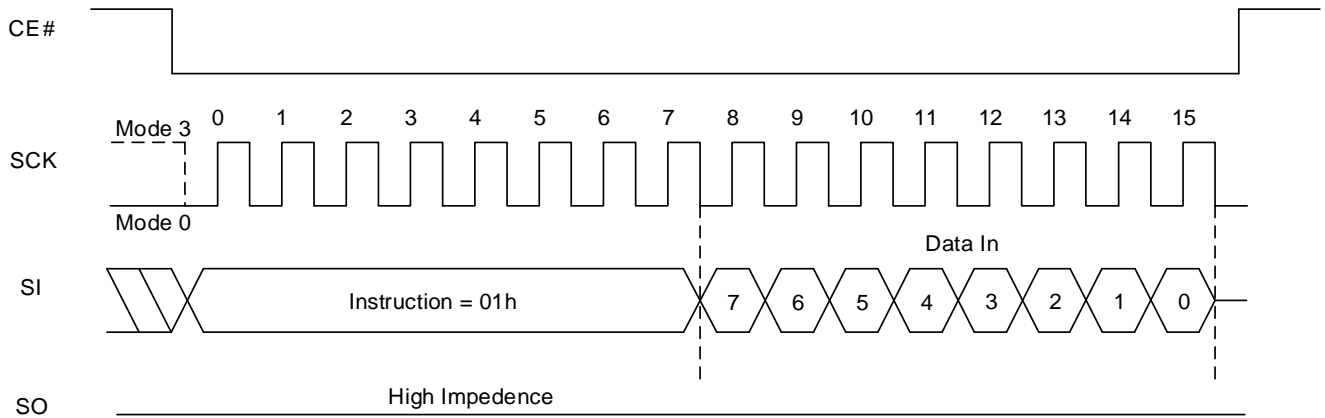 CE#
Mode 3
0 1 2 3 4 5 6 7 8 9 10 11 12 13 14 15
SCK
Mode 0
Data In
SI
Instruction = 01h
7 6 5 4 3 2 1 0
High Impedence
SO